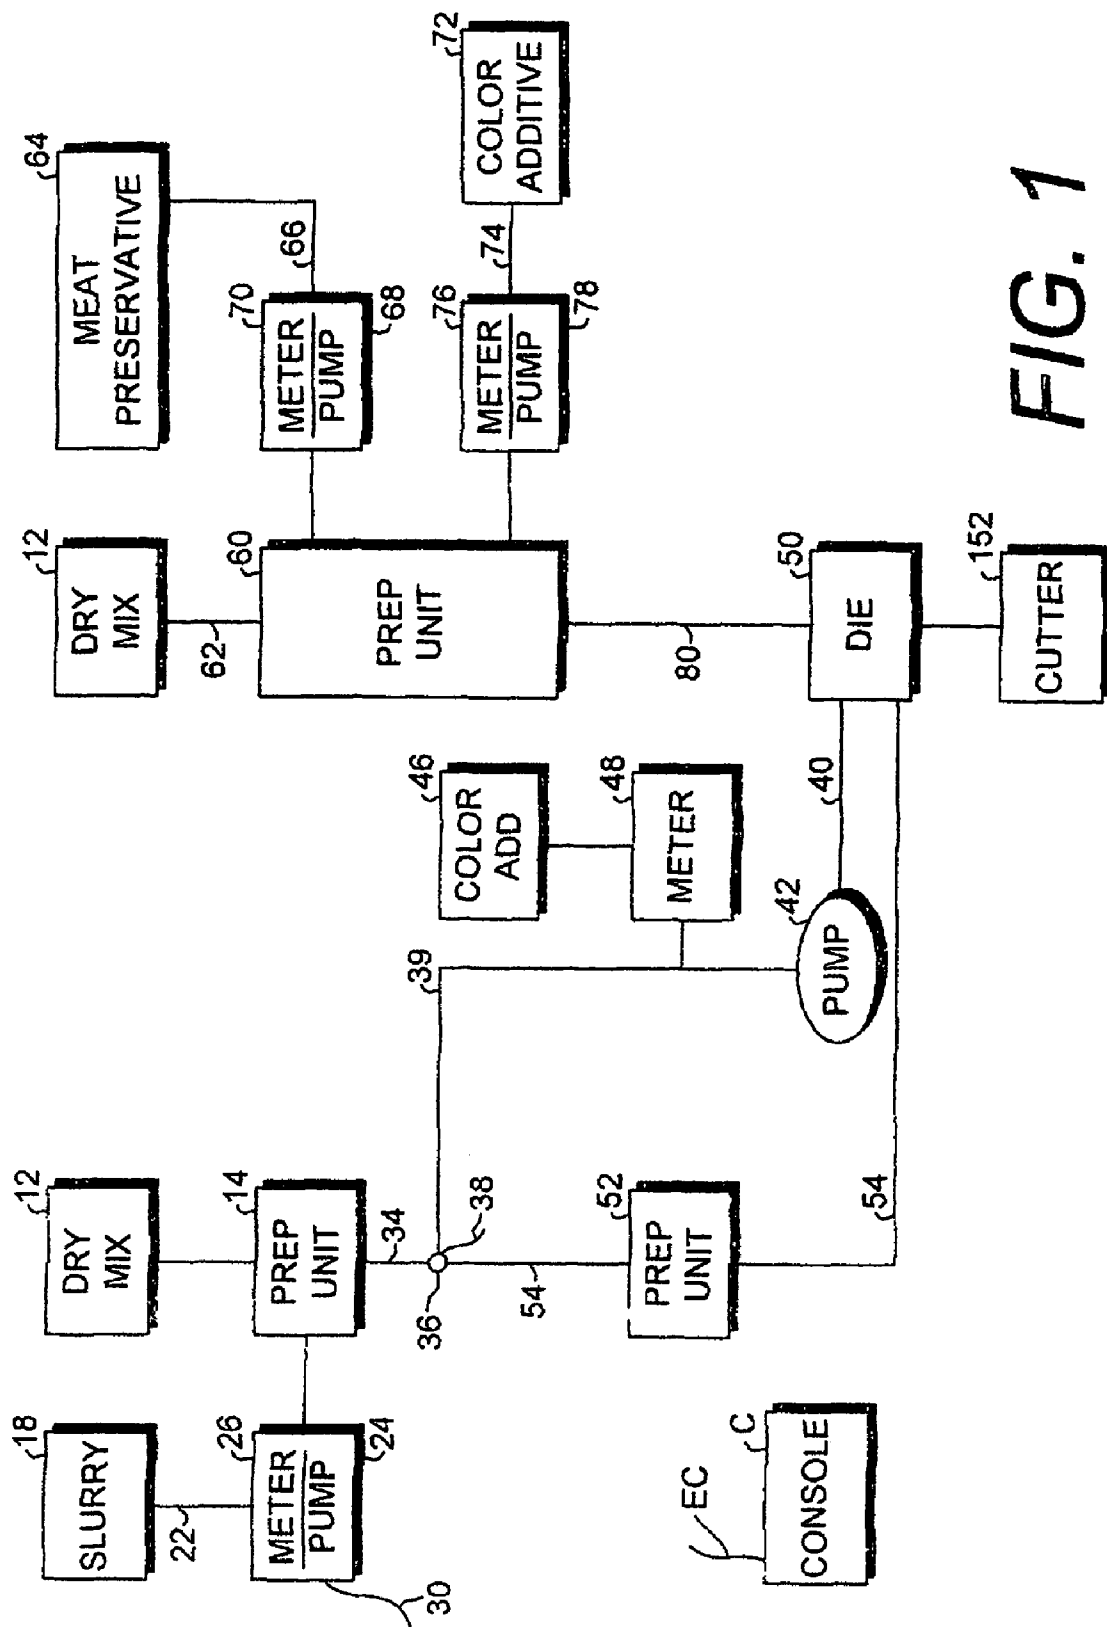 SLURRY
18
22
METER
PUMP
26
24
30
DRY
MIX
12
PREP
UNIT
14
34
36
38
39
54
PREP
UNIT
52
54
COLOR
ADD
46
METER
48
PUMP
42
40
DRY
MIX
12
62
PREP
UNIT
60
80
DIE
50
CUTTER
152
MEAT
PRESERVATIVE
64
66
METER
PUMP
70
68
COLOR
ADDITIVE
72
74
METER
PUMP
76
78
EC
C
CONSOLE
FIG. 1